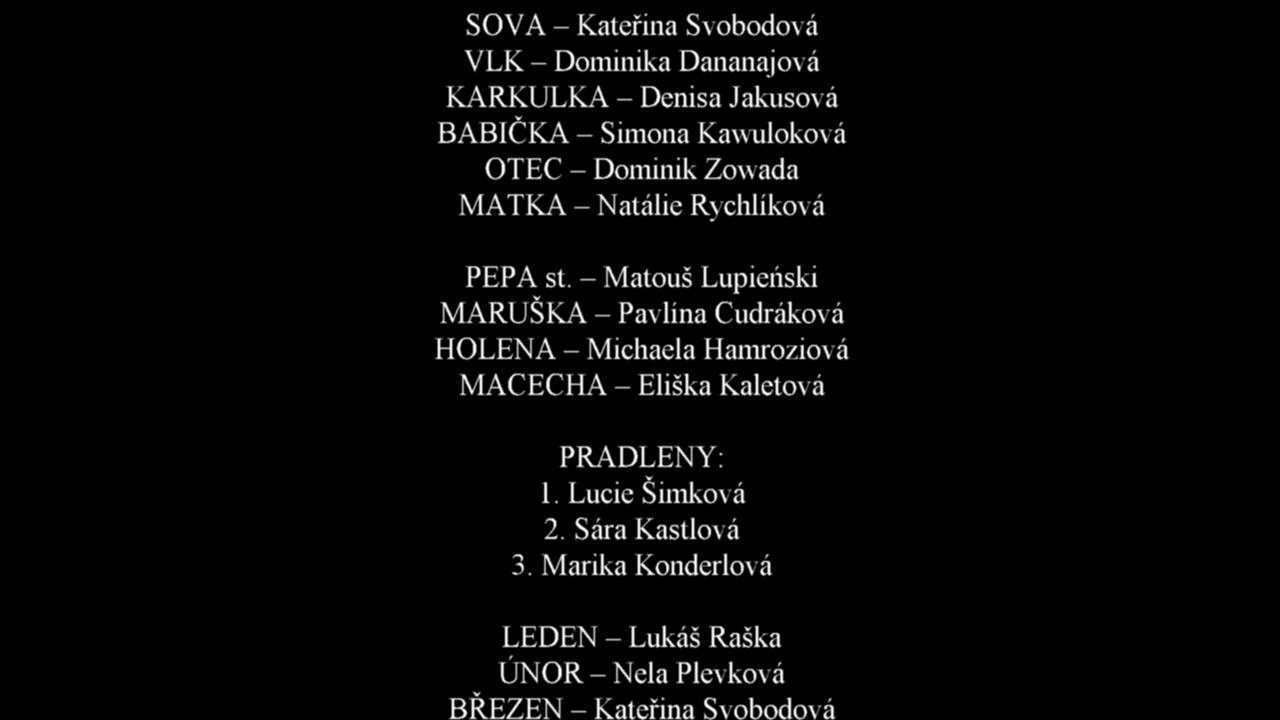 SOVA – Kateřina Svobodová
VLK – Dominika Dananajová
KARKULKA – Denisa Jakusová
BABIČKA – Simona Kawuloková
OTEC – Dominik Zowada
MATKA – Natálie Rychlíková
PEPA st. – Matouš Lupieński
MARUŠKA – Pavlína Cudráková
HOLENA – Michaela Hamroziová
MACECHA – Eliška Kaletová
PRADLENY:
1. Lucie Šimková
2. Sára Kastlová
3. Marika Konderlová
LEDEN – Lukáš Raška
ÚNOR – Nela Plevková
BŘEZEN – Kateřina Svobodová